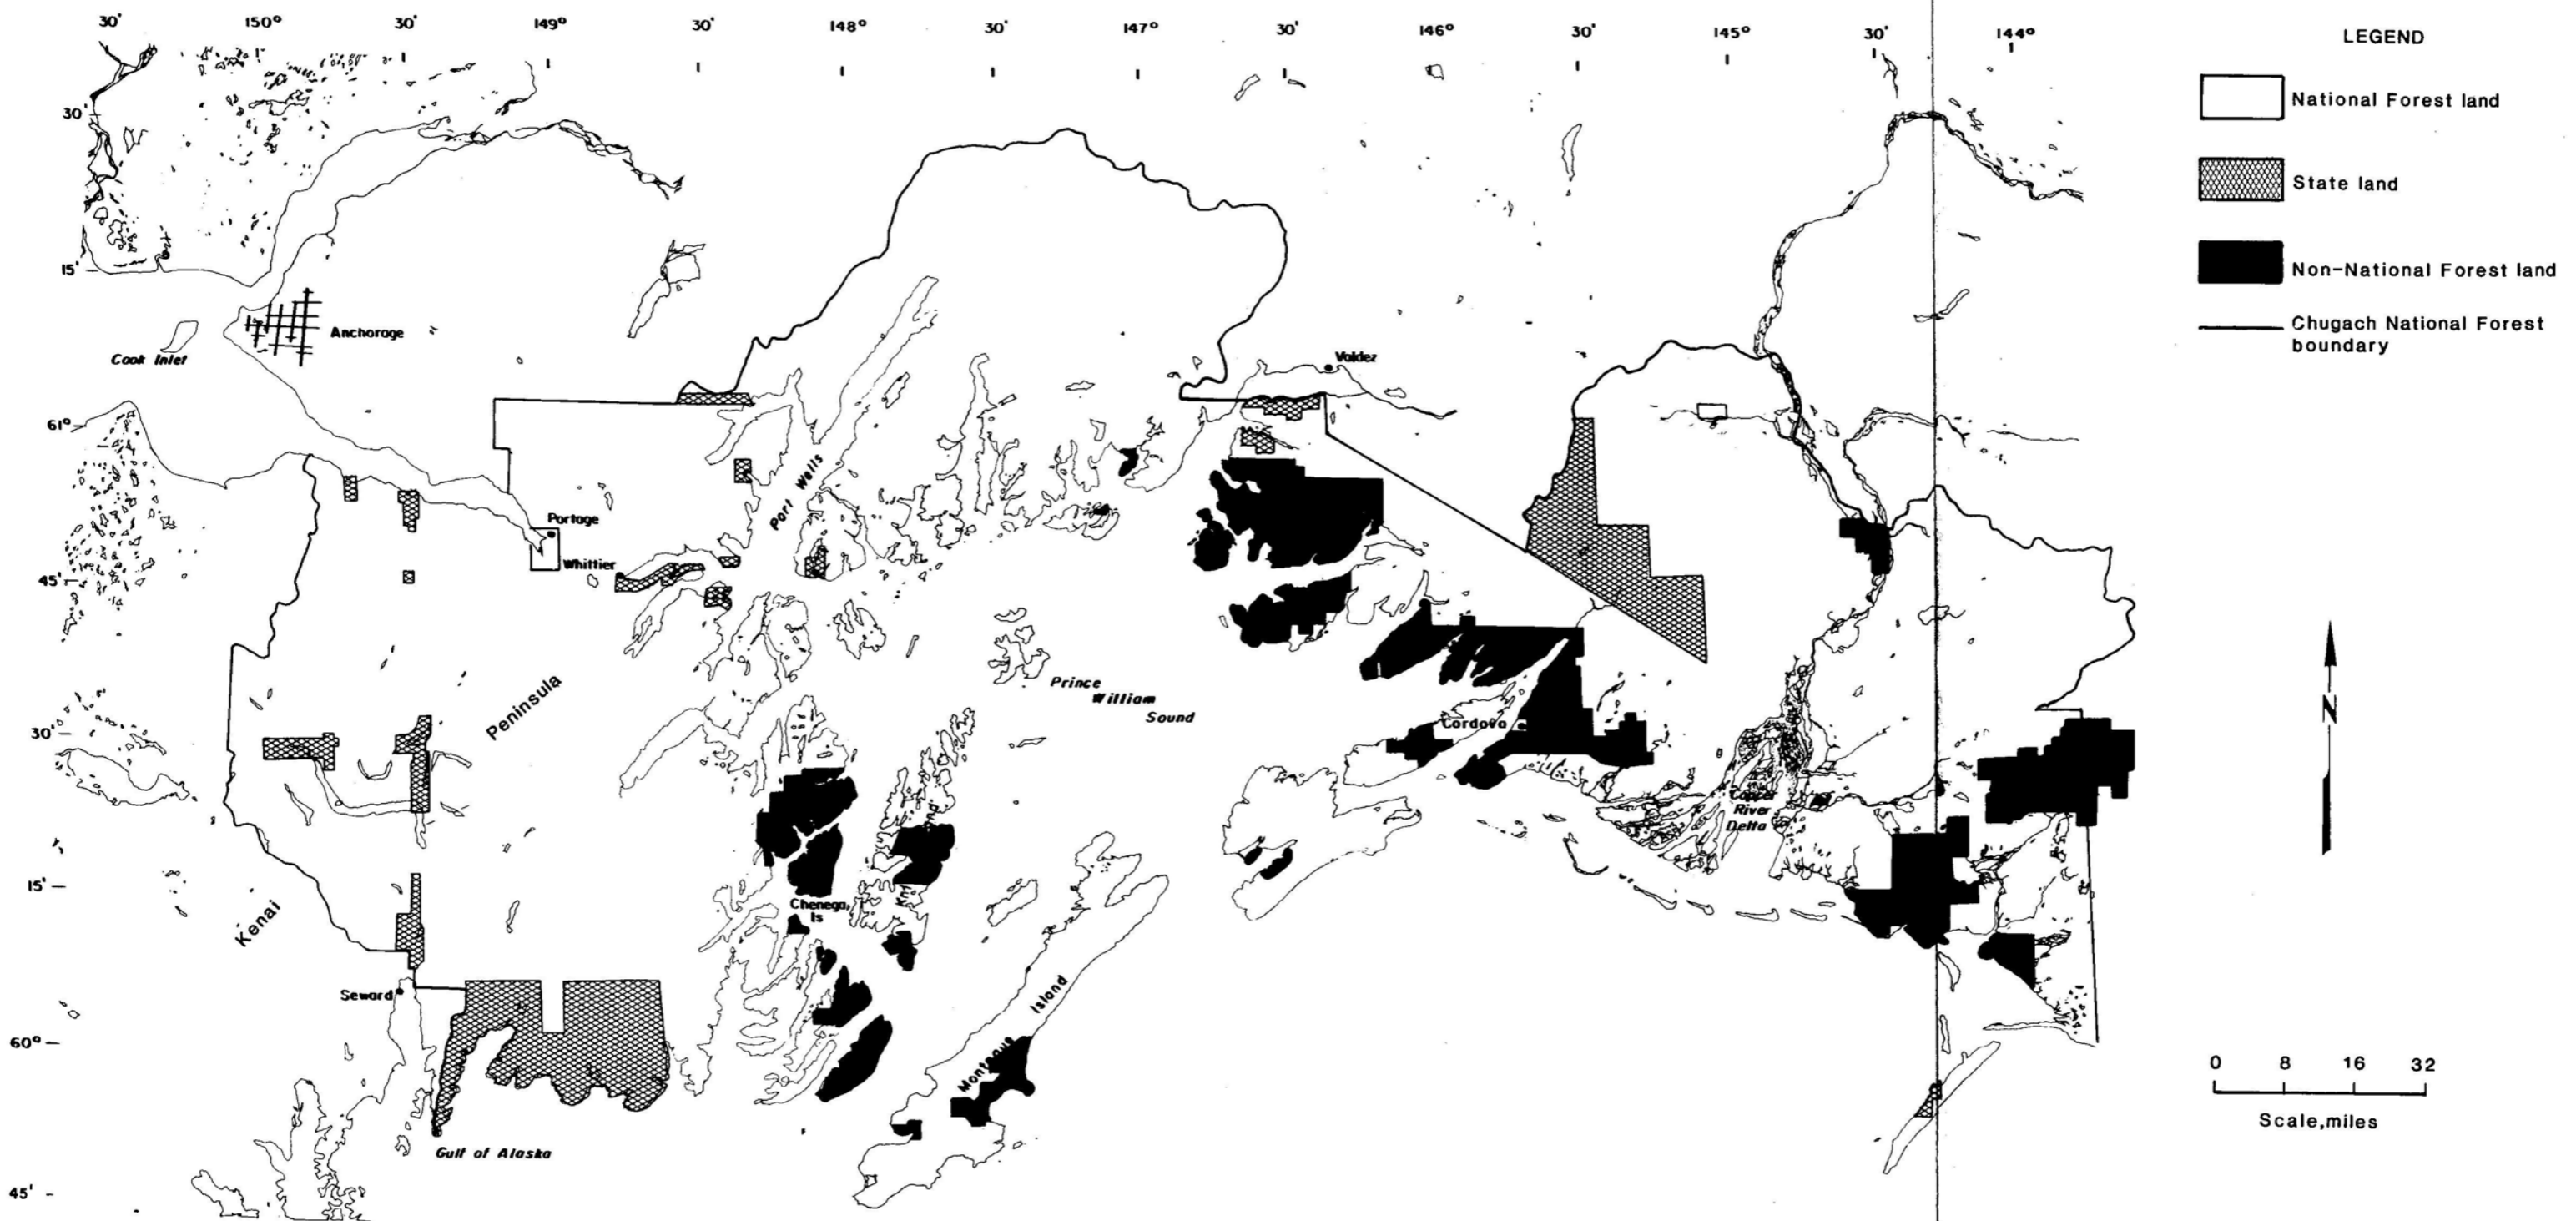 30' 150° 30' 149° 30' 148° 30' 147° 30' 146° 30' 145° 30' 144°
LEGEND
National Forest land
State land
Non-National Forest land
Chugach National Forest
boundary
30'
15'
61°
45'
30'
15'
60°
45'
Anchorage
Cook Inlet
Valdez
Port Wells
Portage
Whittier
Peninsula
Kenai
Prince
William
Sound
Cordova
Copper
River
Delta
Chenega
Is
Seward
Montague Island
Gulf of Alaska
N
0 8 16 32
Scale,miles